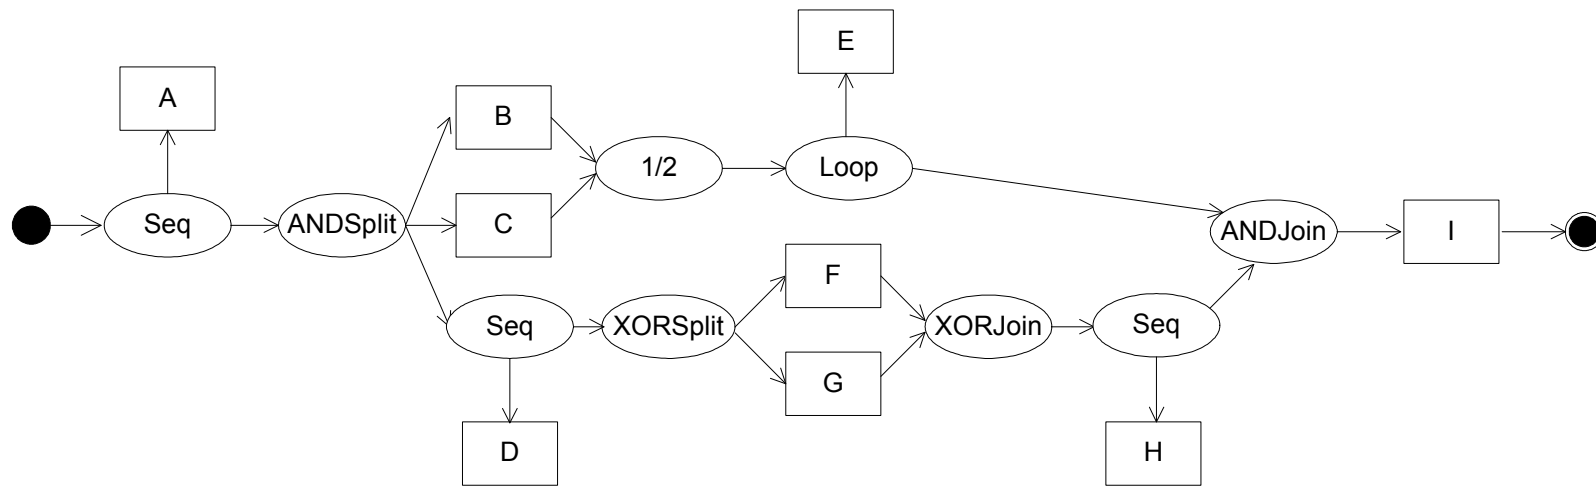 E
A
B
1/2
Loop
Seq
ANDSplit
C
ANDJoin
I
F
Seq
XORSplit
XORJoin
Seq
G
D
H